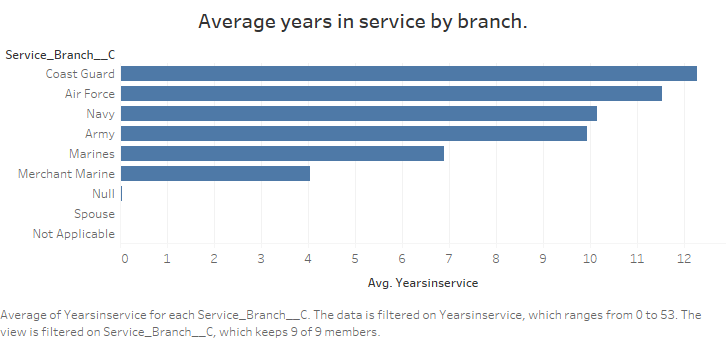 Average years in service by branch.
Service_Branch__C
Coast Guard
Air Force
Navy
Army
Marines
Merchant Marine
Null
Spouse
Not Applicable
0 1 2 3 4 5 6 7 8 9 10 11 12
Avg. Yearsinservice
Average of Yearsinservice for each Service_Branch__C. The data is filtered on Yearsinservice, which ranges from 0 to 53. The
view is filtered on Service_Branch__C, which keeps 9 of 9 members.